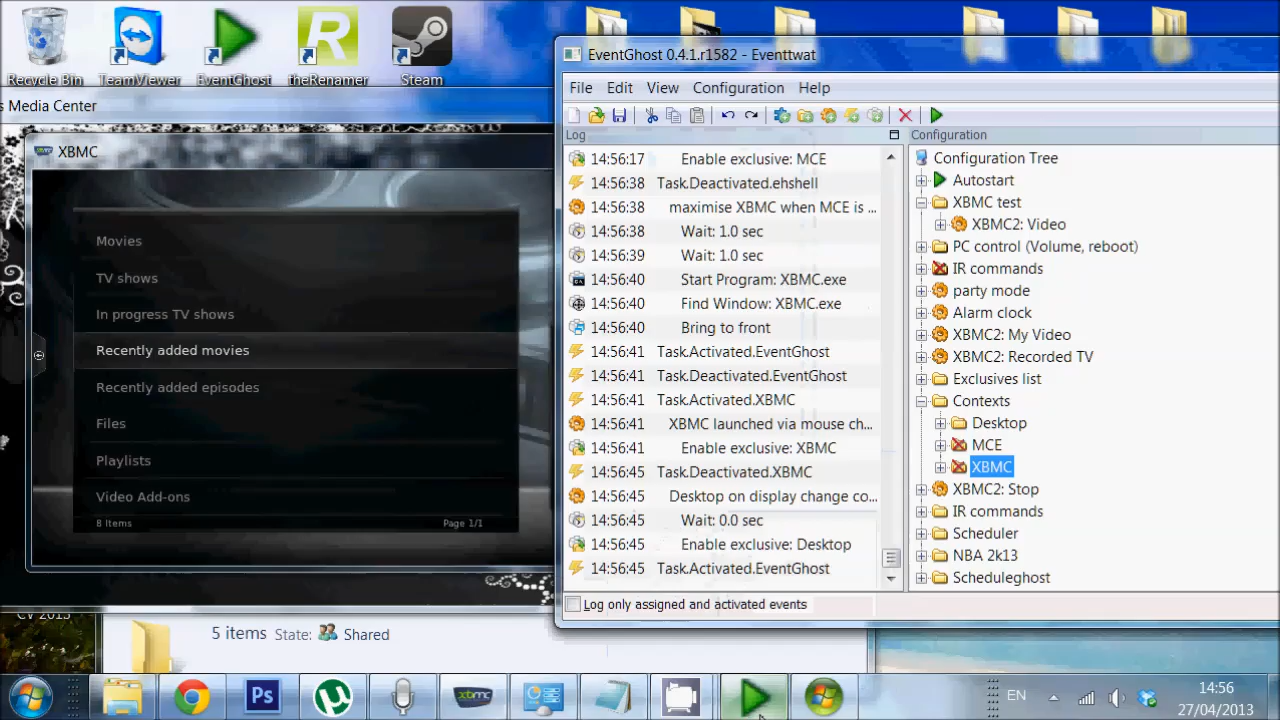 Recycle Bin
TeamViewer
EventGhost
theRenamer
Steam
s Media Center
XBMC
Movies
TV shows
In progress TV shows
Recently added movies
Recently added episodes
Files
Playlists
Video Add-ons
8 Items
Page 1/1
EventGhost 0.4.1.r1582 - Eventtwat
File Edit View Configuration Help
Log
14:56:17 Enable exclusive: MCE
14:56:38 Task.Deactivated.ehshell
14:56:38 maximise XBMC when MCE is ...
14:56:38 Wait: 1.0 sec
14:56:39 Wait: 1.0 sec
14:56:40 Start Program: XBMC.exe
14:56:40 Find Window: XBMC.exe
14:56:40 Bring to front
14:56:41 Task.Activated.EventGhost
14:56:41 Task.Deactivated.EventGhost
14:56:41 Task.Activated.XBMC
14:56:41 XBMC launched via mouse ch...
14:56:41 Enable exclusive: XBMC
14:56:45 Task.Deactivated.XBMC
14:56:45 Desktop on display change co...
14:56:45 Wait: 0.0 sec
14:56:45 Enable exclusive: Desktop
14:56:45 Task.Activated.EventGhost
Log only assigned and activated events
Configuration
Configuration Tree
Autostart
XBMC test
XBMC2: Video
PC control (Volume, reboot)
IR commands
party mode
Alarm clock
XBMC2: My Video
XBMC2: Recorded TV
Exclusives list
Contexts
Desktop
MCE
XBMC
XBMC2: Stop
IR commands
Scheduler
NBA 2k13
Scheduleghost
CV 2013
5 items State: Shared
Ps
xbmc
EN
14:56
27/04/2013